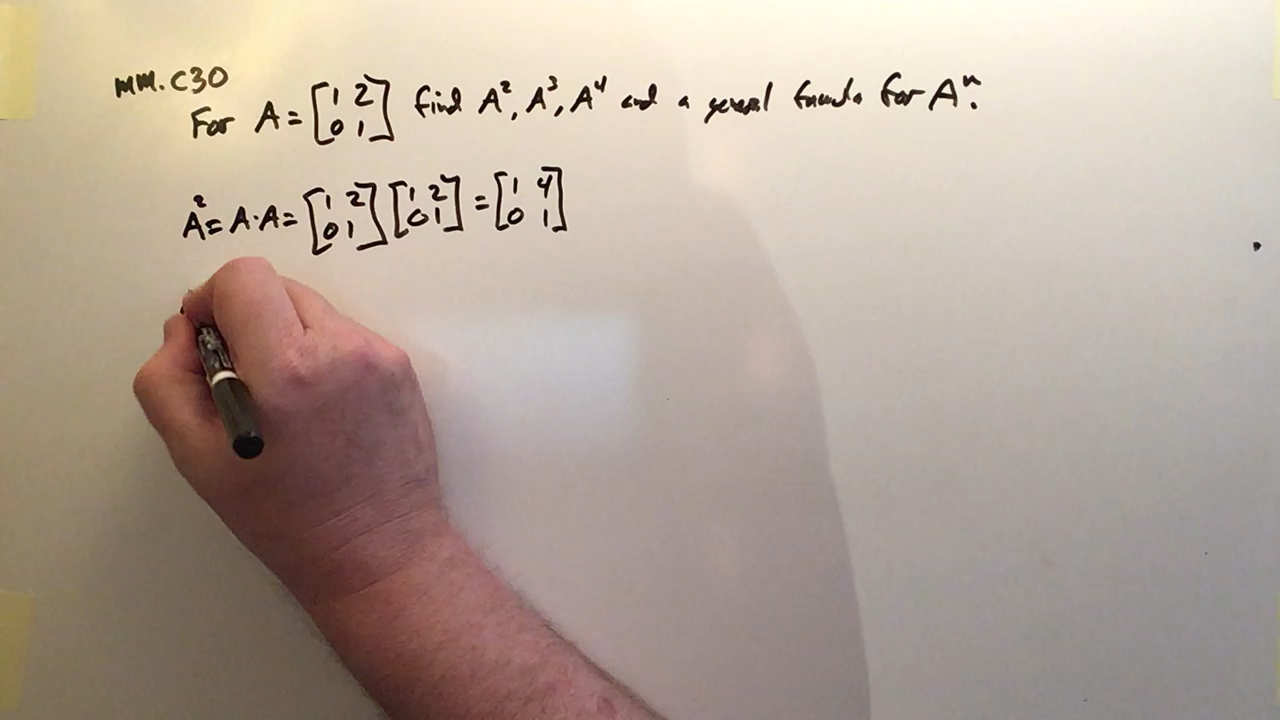 MM.C30
For A = [1 2; 0 1] find A², A³, A⁴ and a general formula for Aⁿ.
A² = A·A = [1 2; 0 1] [1 2; 0 1] = [1 4; 0 1]